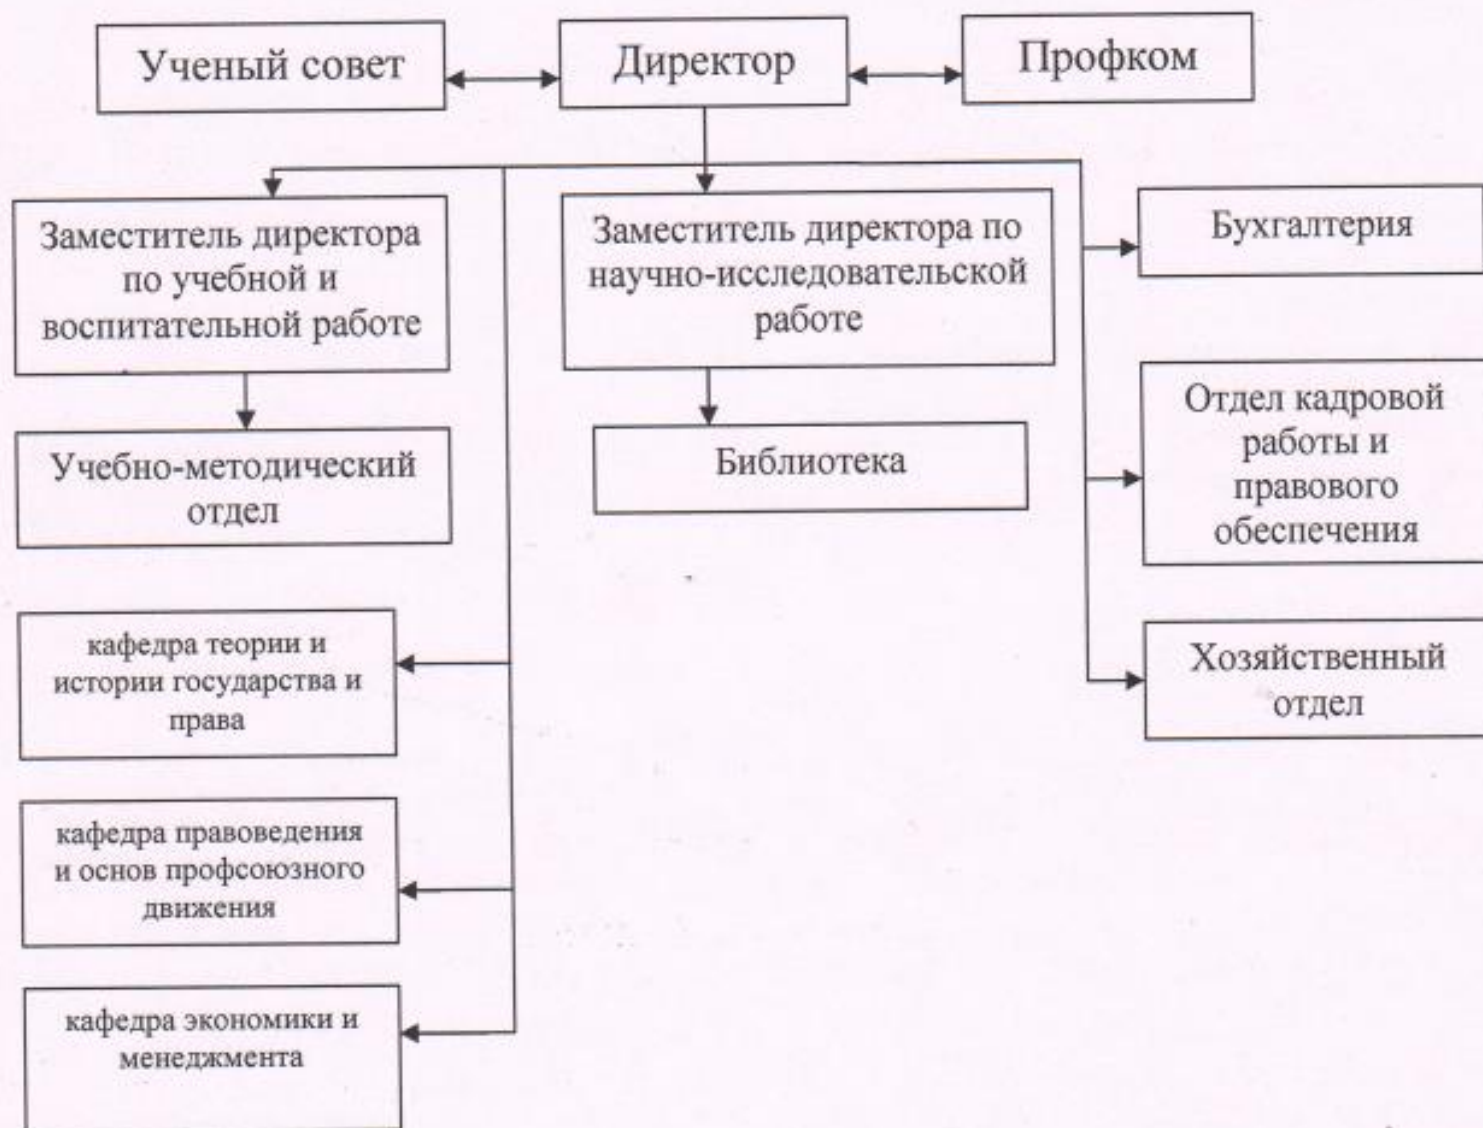 Ученый совет
Директор
Профком
Заместитель директора
по учебной и
воспитательной работе
Заместитель директора по
научно-исследовательской
работе
Бухгалтерия
Учебно-методический
отдел
Библиотека
Отдел кадровой
работы и
правового
обеспечения
кафедра теории и
истории государства и
права
Хозяйственный
отдел
кафедра правоведения
и основ профсоюзного
движения
кафедра экономики и
менеджмента